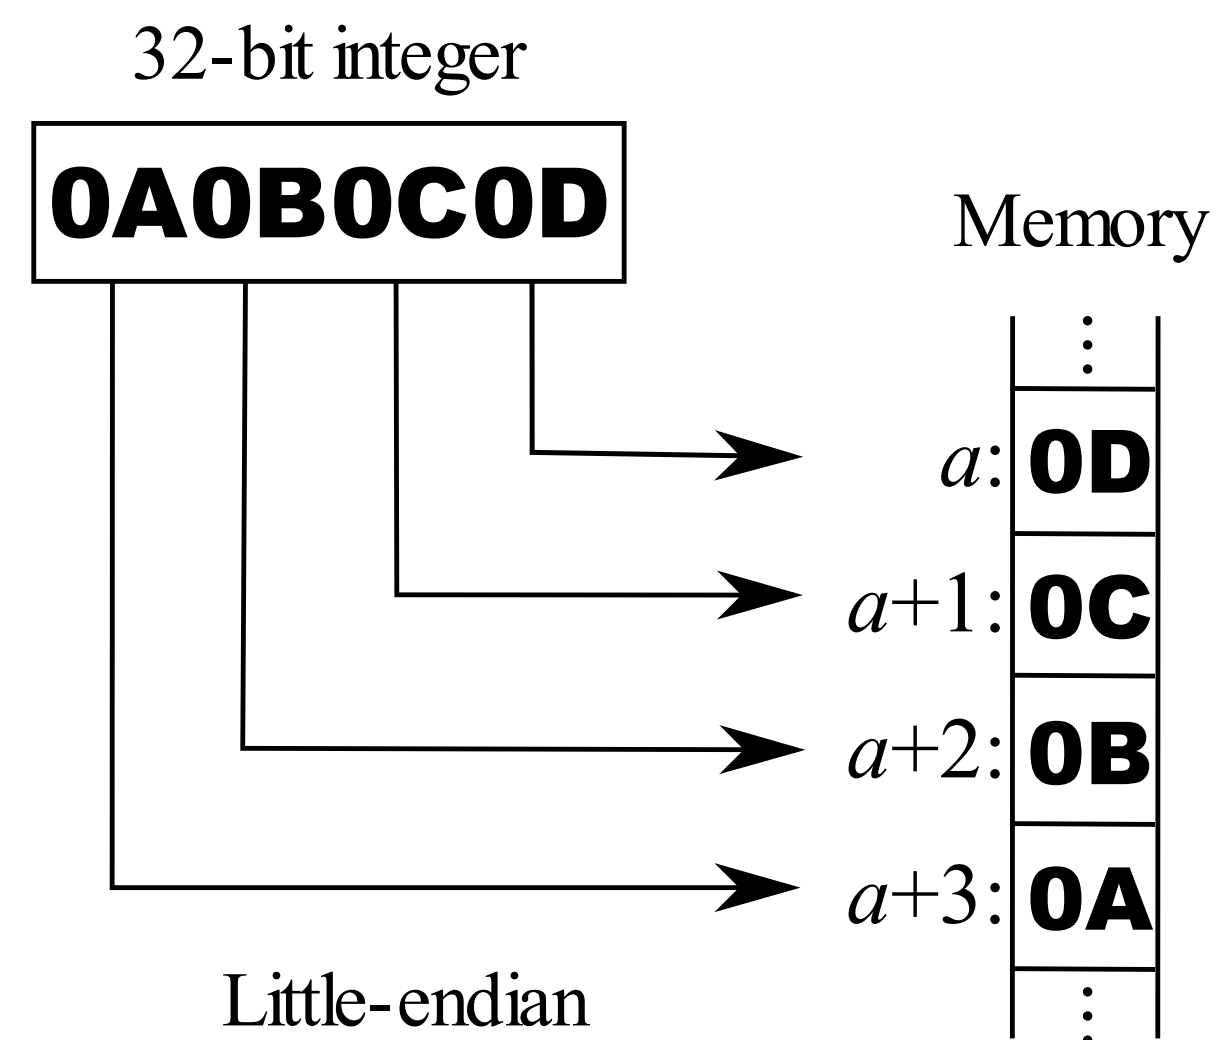 32-bit integer
0A0B0C0D
Memory
a: 0D
a+1: 0C
a+2: 0B
a+3: 0A
Little-endian